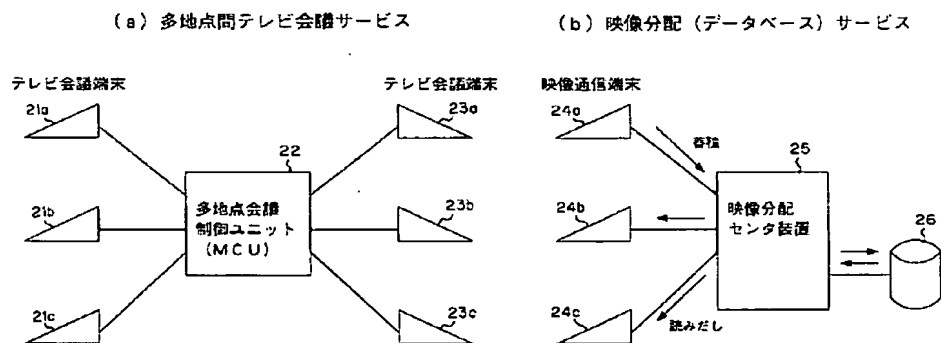 (a) 多地点間テレビ会議サービス
テレビ会議端末
テレビ会議端末
21a
23a
22
多地点会議
制御ユニット
(MCU)
21b
23b
21c
23c
(b) 映像分配 (データベース) サービス
映像通信端末
24a
蓄積
25
映像分配
センタ装置
24b
26
24c
読みだし